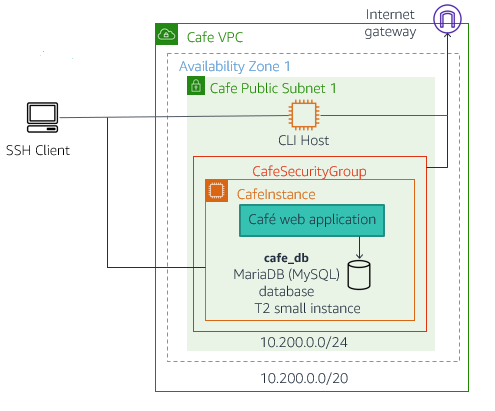 Internet
gateway
Cafe VPC
Availability Zone 1
Cafe Public Subnet 1
SSH Client
CLI Host
CafeSecurityGroup
CafeInstance
Café web application
cafe_db
MariaDB (MySQL)
database
T2 small instance
10.200.0.0/24
10.200.0.0/20